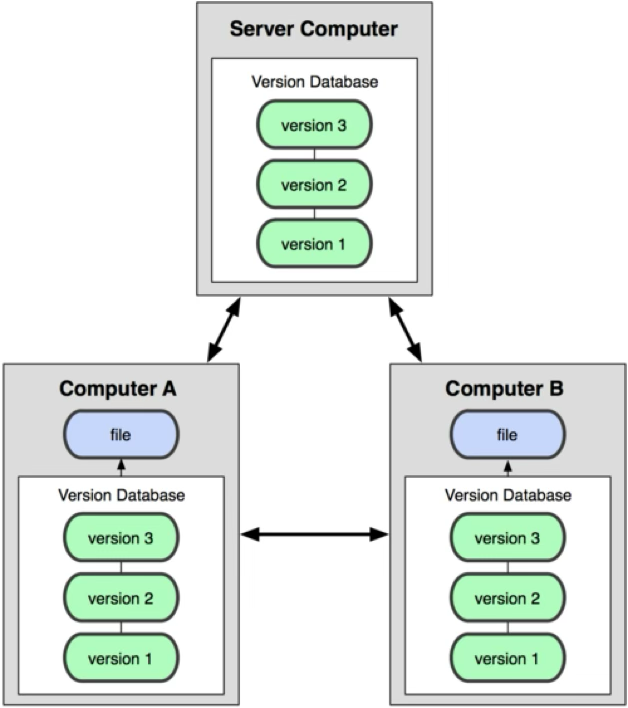 Server Computer
Version Database
version 3
version 2
version 1
Computer A
file
Version Database
version 3
version 2
version 1
Computer B
file
Version Database
version 3
version 2
version 1